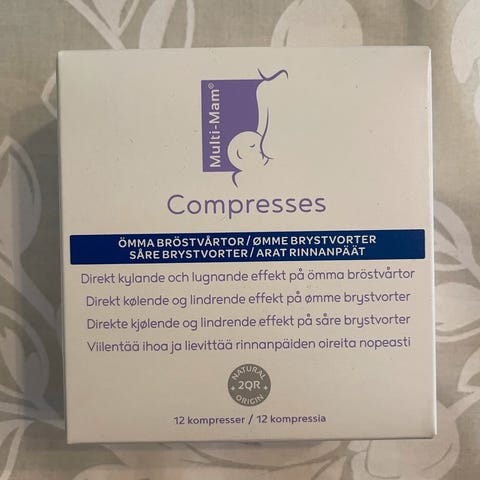 Multi-Mam®
Compresses
ÖMMA BRÖSTVÅRTOR / ØMME BRYSTVORTER
SÅRE BRYSTVORTER / ARAT RINNANPÄÄT
Direkt kylande och lugnande effekt på ömma bröstvårtor
Direkt kølende og lindrende effekt på ømme brystvorter
Direkte kjølende og lindrende effekt på såre brystvorter
Viilentää ihoa ja lievittää rinnanpäiden oireita nopeasti
NATURAL
2QR
ORIGIN
12 kompresser / 12 kompressia